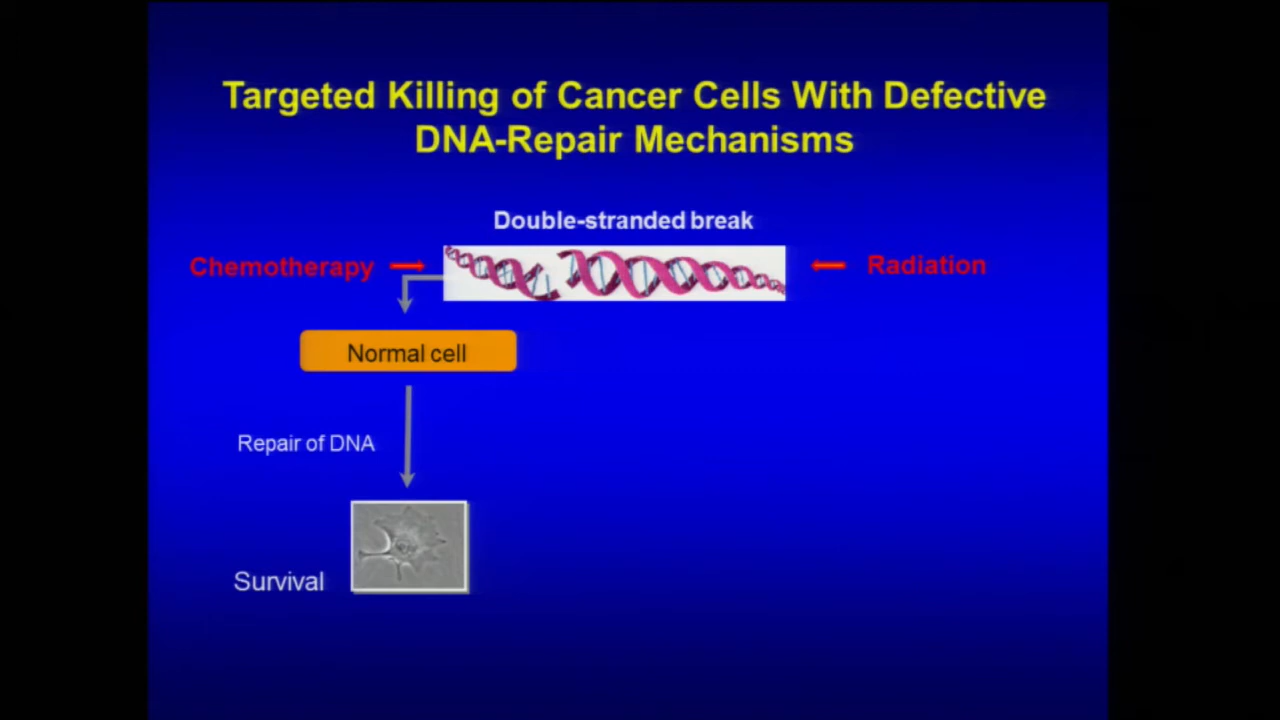 Targeted Killing of Cancer Cells With Defective
DNA-Repair Mechanisms
Double-stranded break
Chemotherapy
Radiation
Normal cell
Repair of DNA
Survival